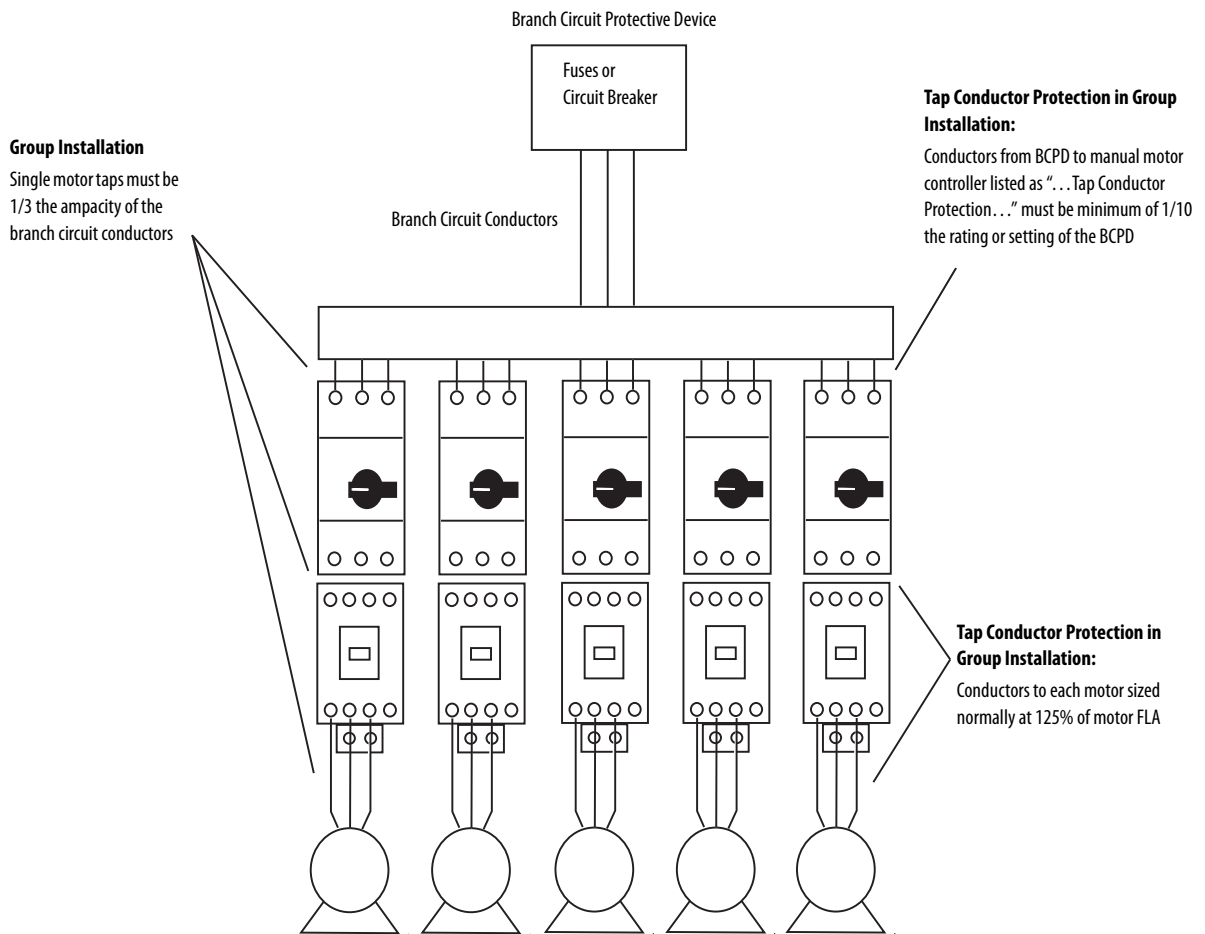 Branch Circuit Protective Device
Fuses or
Circuit Breaker
Group Installation
Single motor taps must be
1/3 the ampacity of the
branch circuit conductors
Branch Circuit Conductors
Tap Conductor Protection in Group
Installation:
Conductors from BCPD to manual motor
controller listed as “...Tap Conductor
Protection...” must be minimum of 1/10
the rating or setting of the BCPD
Tap Conductor Protection in
Group Installation:
Conductors to each motor sized
normally at 125% of motor FLA